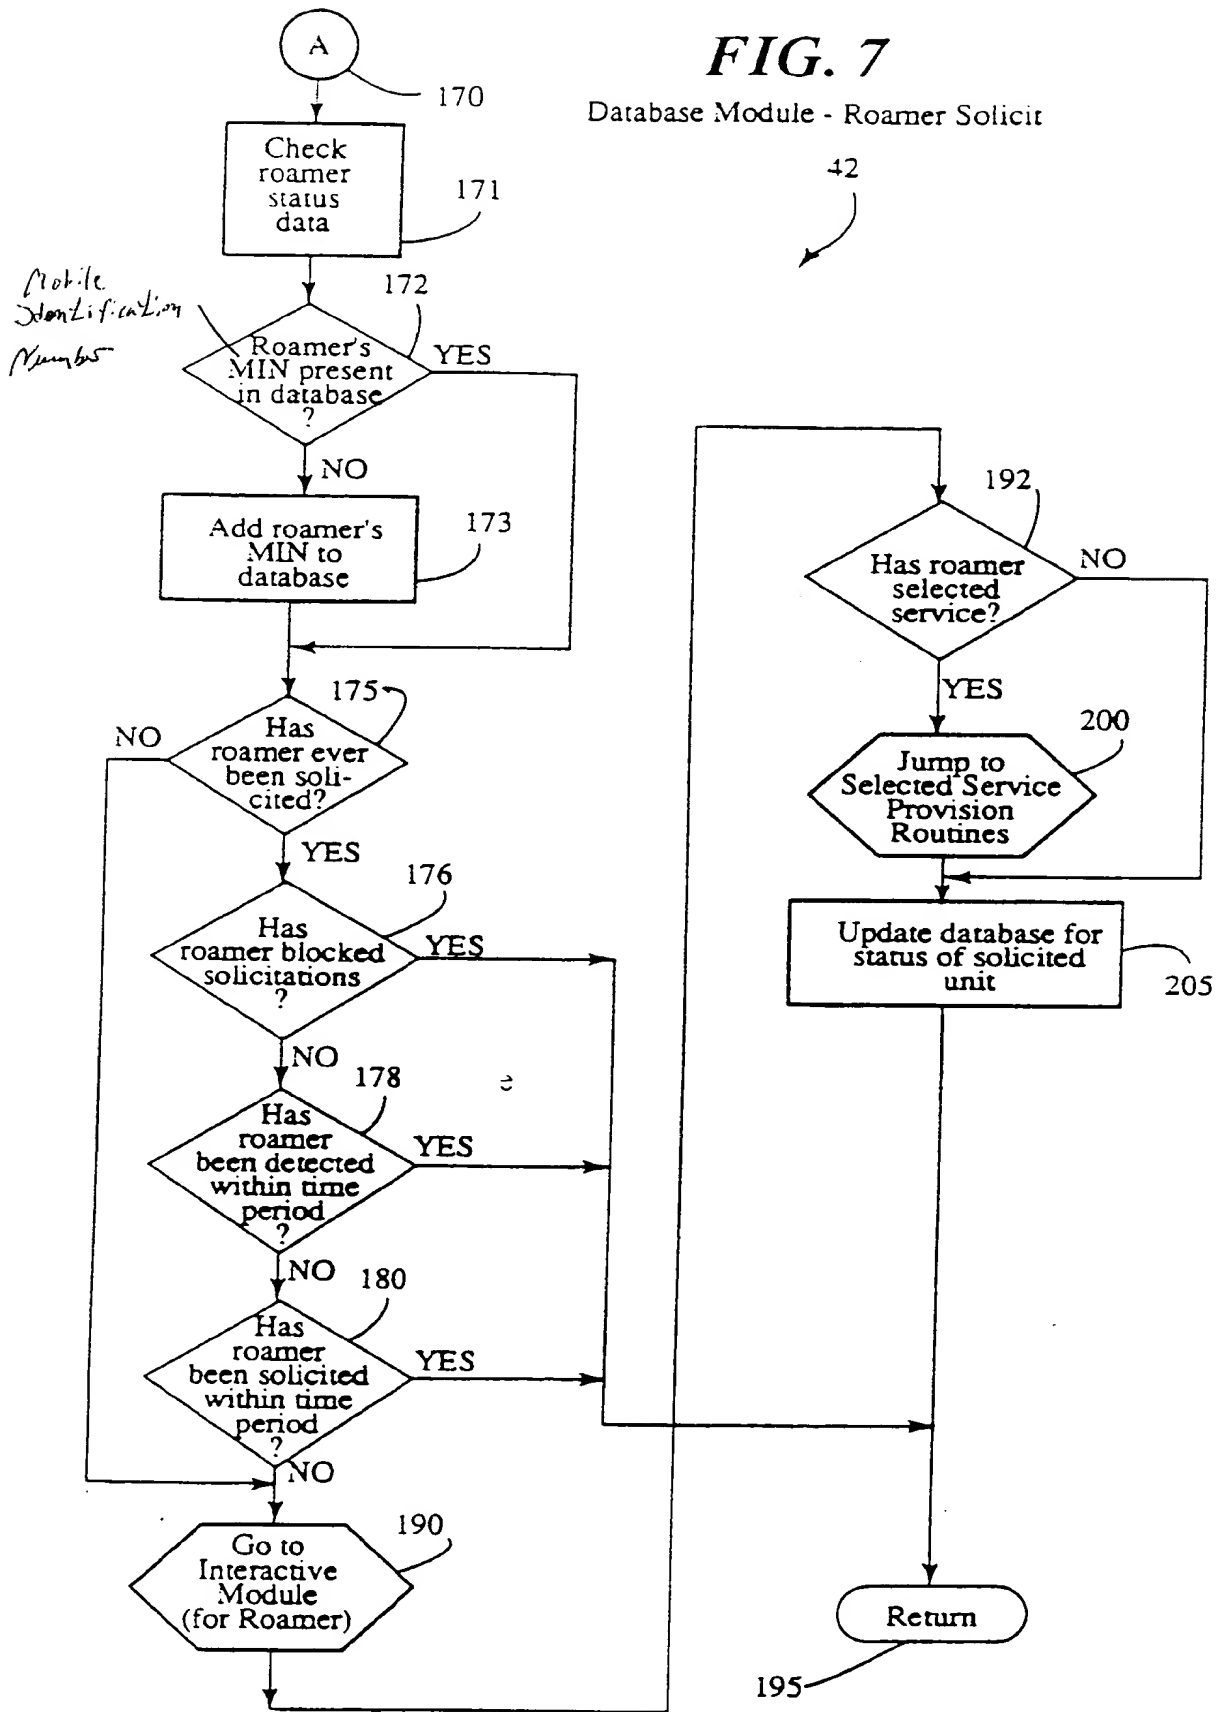 A
170
FIG. 7
Database Module - Roamer Solicit
42
Check
roamer
status
data
171
Mobile
Identification
Number
172
Roamer's
MIN present
in database
?
YES
NO
Add roamer's
MIN to
database
173
175
NO
Has
roamer ever
been soli-
cited?
YES
176
Has
roamer blocked
solicitations
?
YES
NO
178
Has
roamer
been detected
within time
period
?
YES
NO
180
Has
roamer
been solicited
within time
period
?
YES
NO
190
Go to
Interactive
Module
(for Roamer)
192
Has roamer
selected
service?
NO
YES
200
Jump to
Selected Service
Provision
Routines
Update database for
status of solicited
unit
205
Return
195